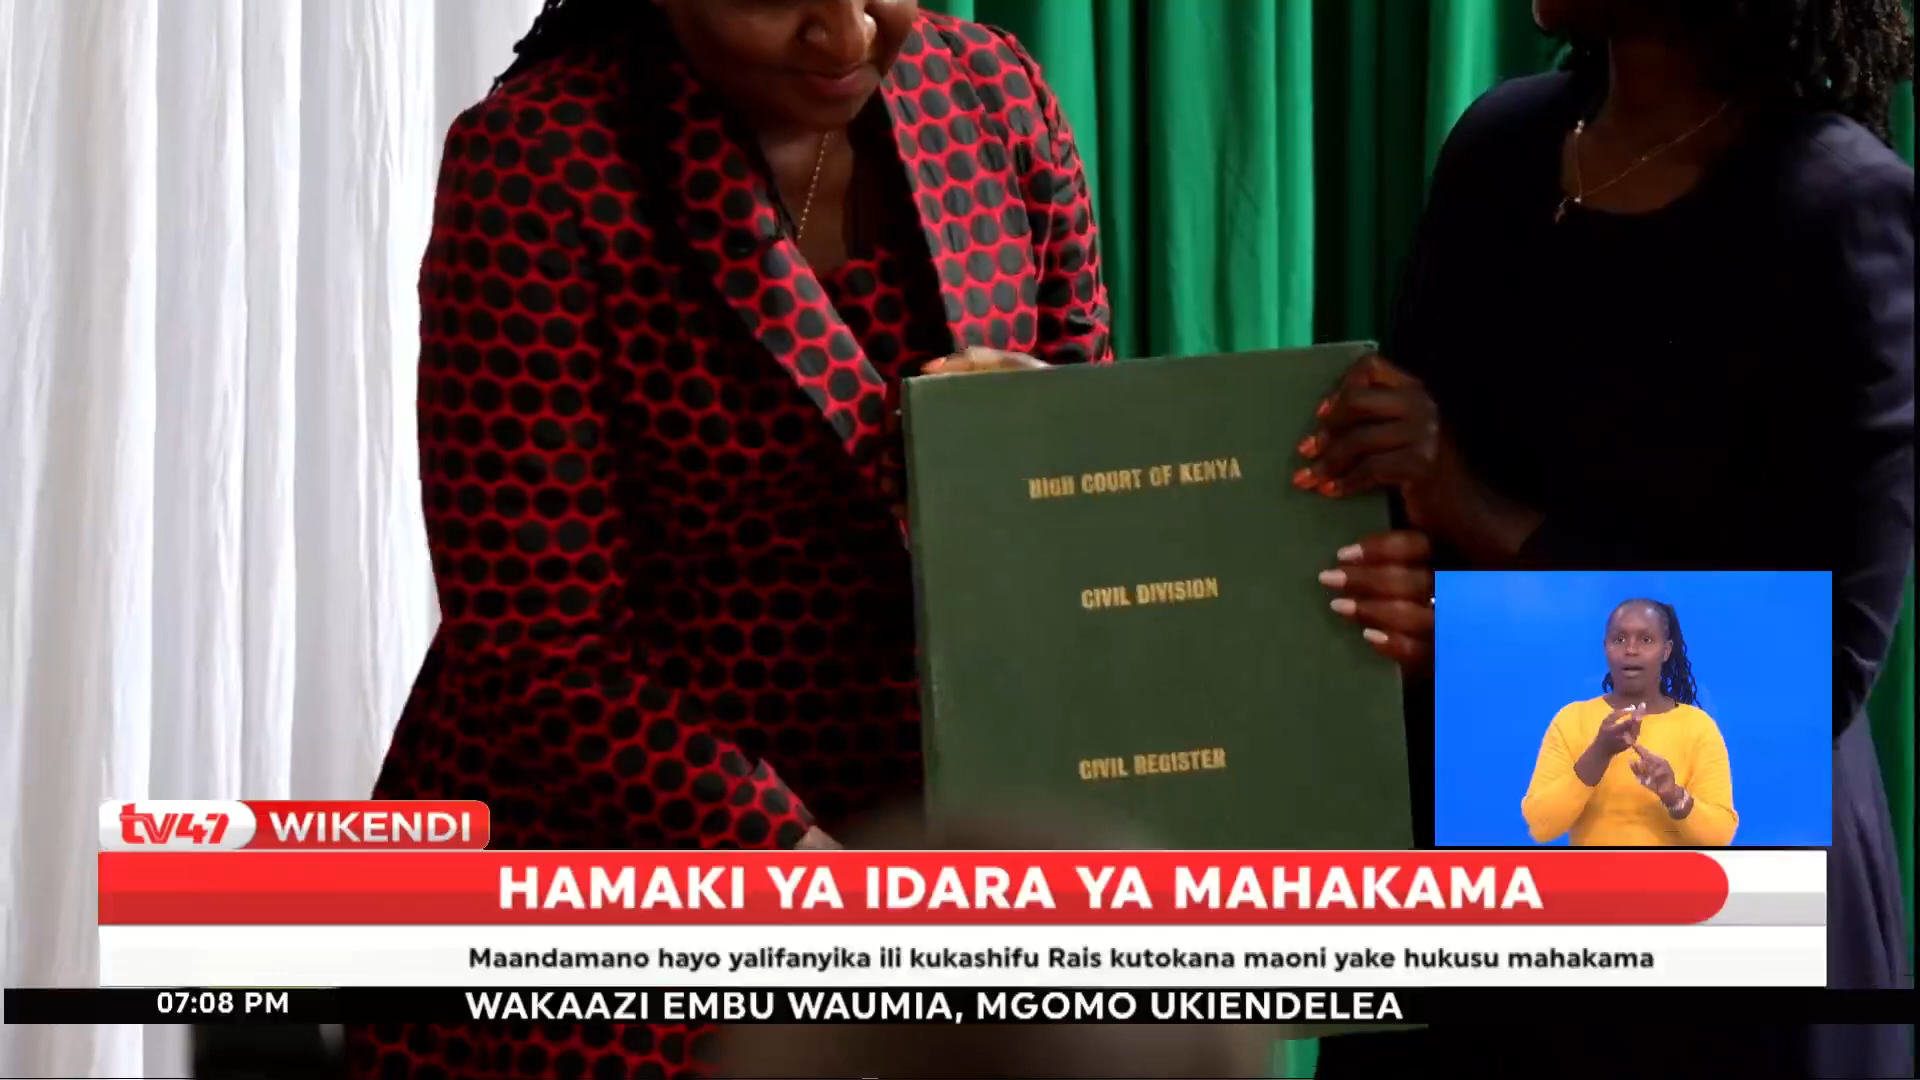 HIGH COURT OF KENYA
CIVIL DIVISION
CIVIL REGISTER
tv47 WIKENDI
HAMAKI YA IDARA YA MAHAKAMA
Maandamano hayo yalifanyika ili kukashifu Rais kutokana maoni yake hukusu mahakama
07:08 PM WAKAAZI EMBU WAUMIA, MGOMO UKIENDELEA